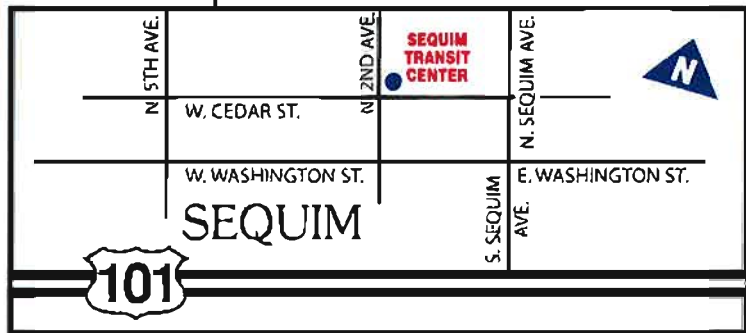 N. 5TH AVE.
N. 2ND AVE.
SEQUIM
TRANSIT
CENTER
N. SEQUIM AVE.
N
W. CEDAR ST.
W. WASHINGTON ST.
E. WASHINGTON ST.
SEQUIM
S. SEQUIM
AVE.
101